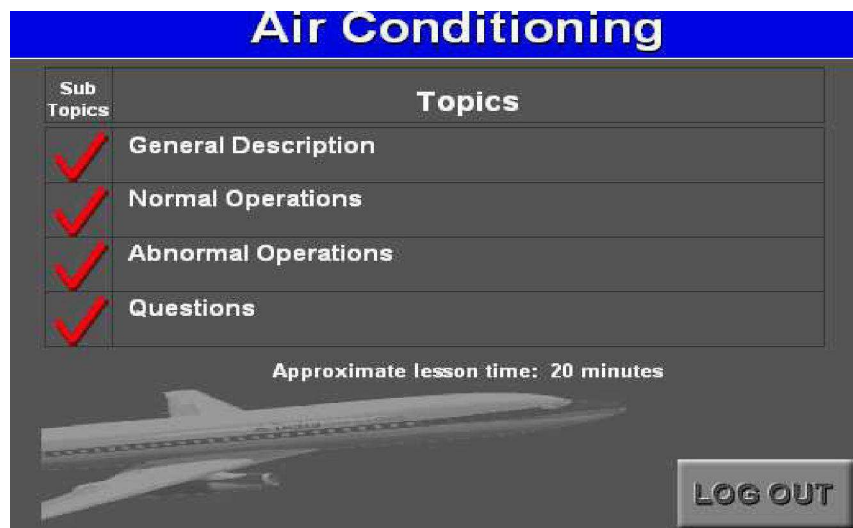 Air Conditioning
Sub
Topics
Topics
General Description
Normal Operations
Abnormal Operations
Questions
Approximate lesson time: 20 minutes
LOG OUT